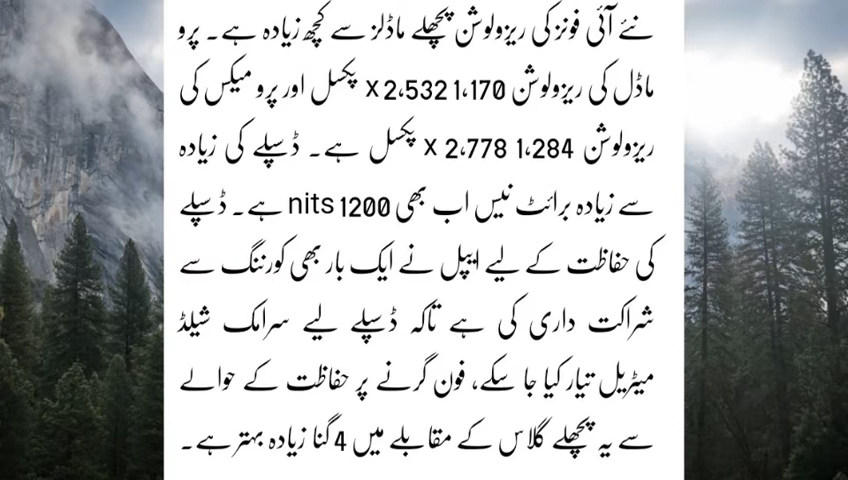 نئے آئی فونز کی ریزولوشن پچھلے ماڈلز سے کچھ زیادہ ہے۔ پرو
ماڈل کی ریزولوشن 1،170 x 2،532 پکسل اور پرو میکس کی
ریزولوشن 1،284 x 2،778 پکسل ہے۔ ڈسپلے کی زیادہ
سے زیادہ برائٹ نیس اب بھی 1200 nits ہے۔ ڈسپلے
کی حفاظت کے لیے ایپل نے ایک بار بھی کورننگ سے
شراکت داری کی ہے تاکہ ڈسپلے لیے سرامک شیلڈ
میٹریل تیار کیا جا سکے، فون گرنے پر حفاظت کے حوالے
سے یہ پچھلے گلاس کے مقابلے میں 4 گنا زیادہ بہتر ہے۔